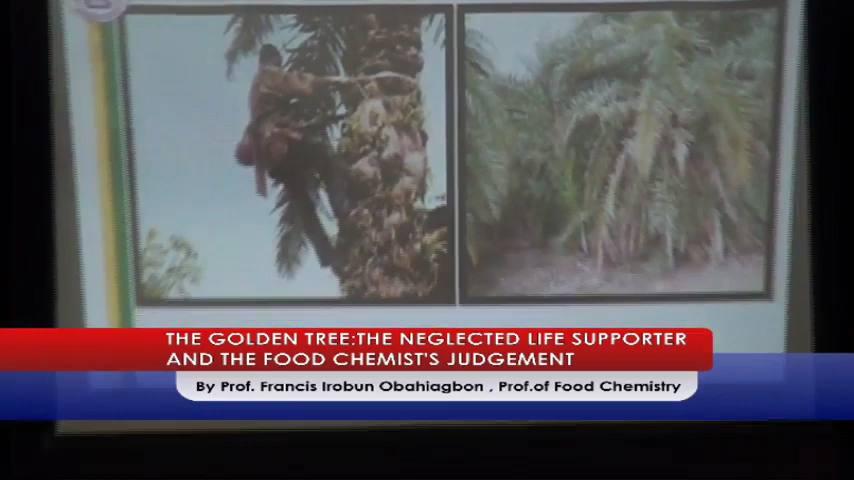 THE GOLDEN TREE:THE NEGLECTED LIFE SUPPORTER
AND THE FOOD CHEMIST'S JUDGEMENT
By Prof. Francis Irobun Obahiagbon , Prof.of Food Chemistry